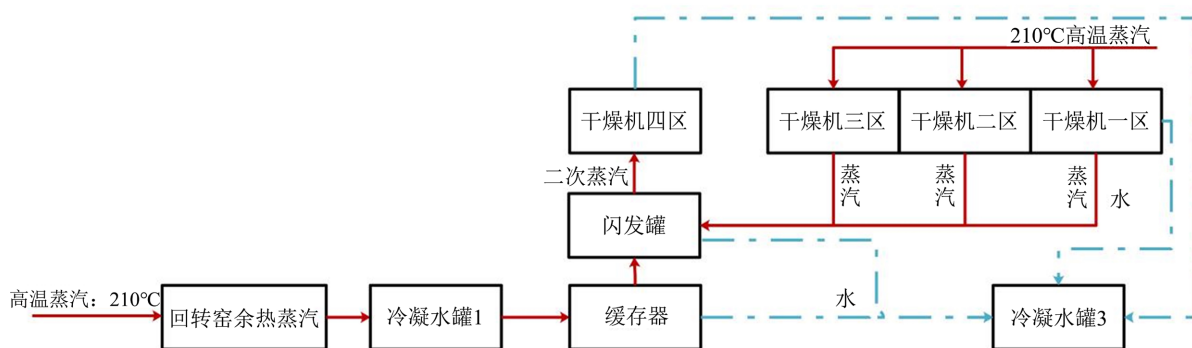 210℃高温蒸汽
干燥机四区
干燥机三区
干燥机二区
干燥机一区
二次蒸汽
蒸汽
蒸汽
蒸汽
水
闪发罐
高温蒸汽：210℃
回转窑余热蒸汽
冷凝水罐1
缓存器
水
冷凝水罐3